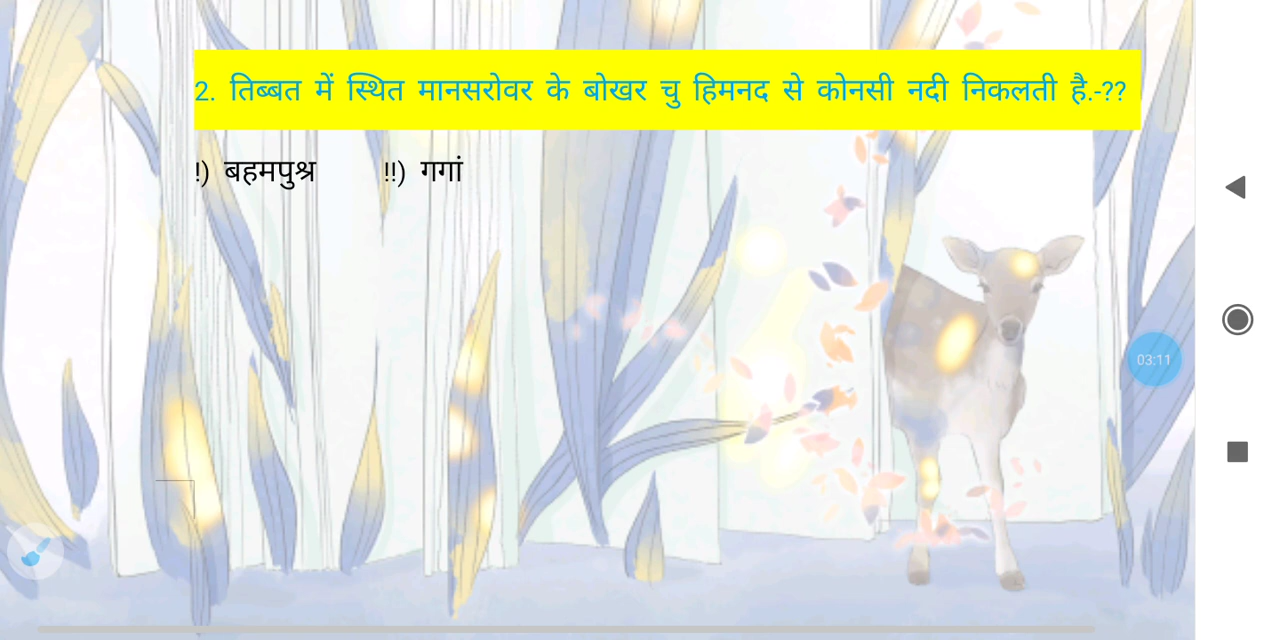 2. तिब्बत में स्थित मानसरोवर के बोखर चु हिमनद से कोनसी नदी निकलती है.-??
!) बहमपुश्र !!) गगां
03:11